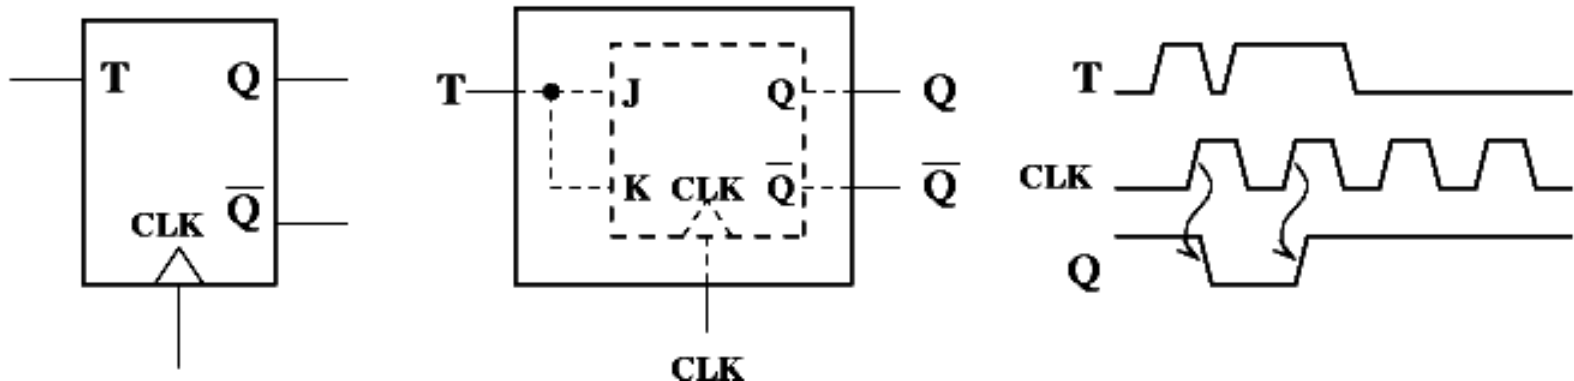 T Q
CLK Q̅
T J Q Q
K CLK Q̅ Q̅
CLK
T
CLK
Q